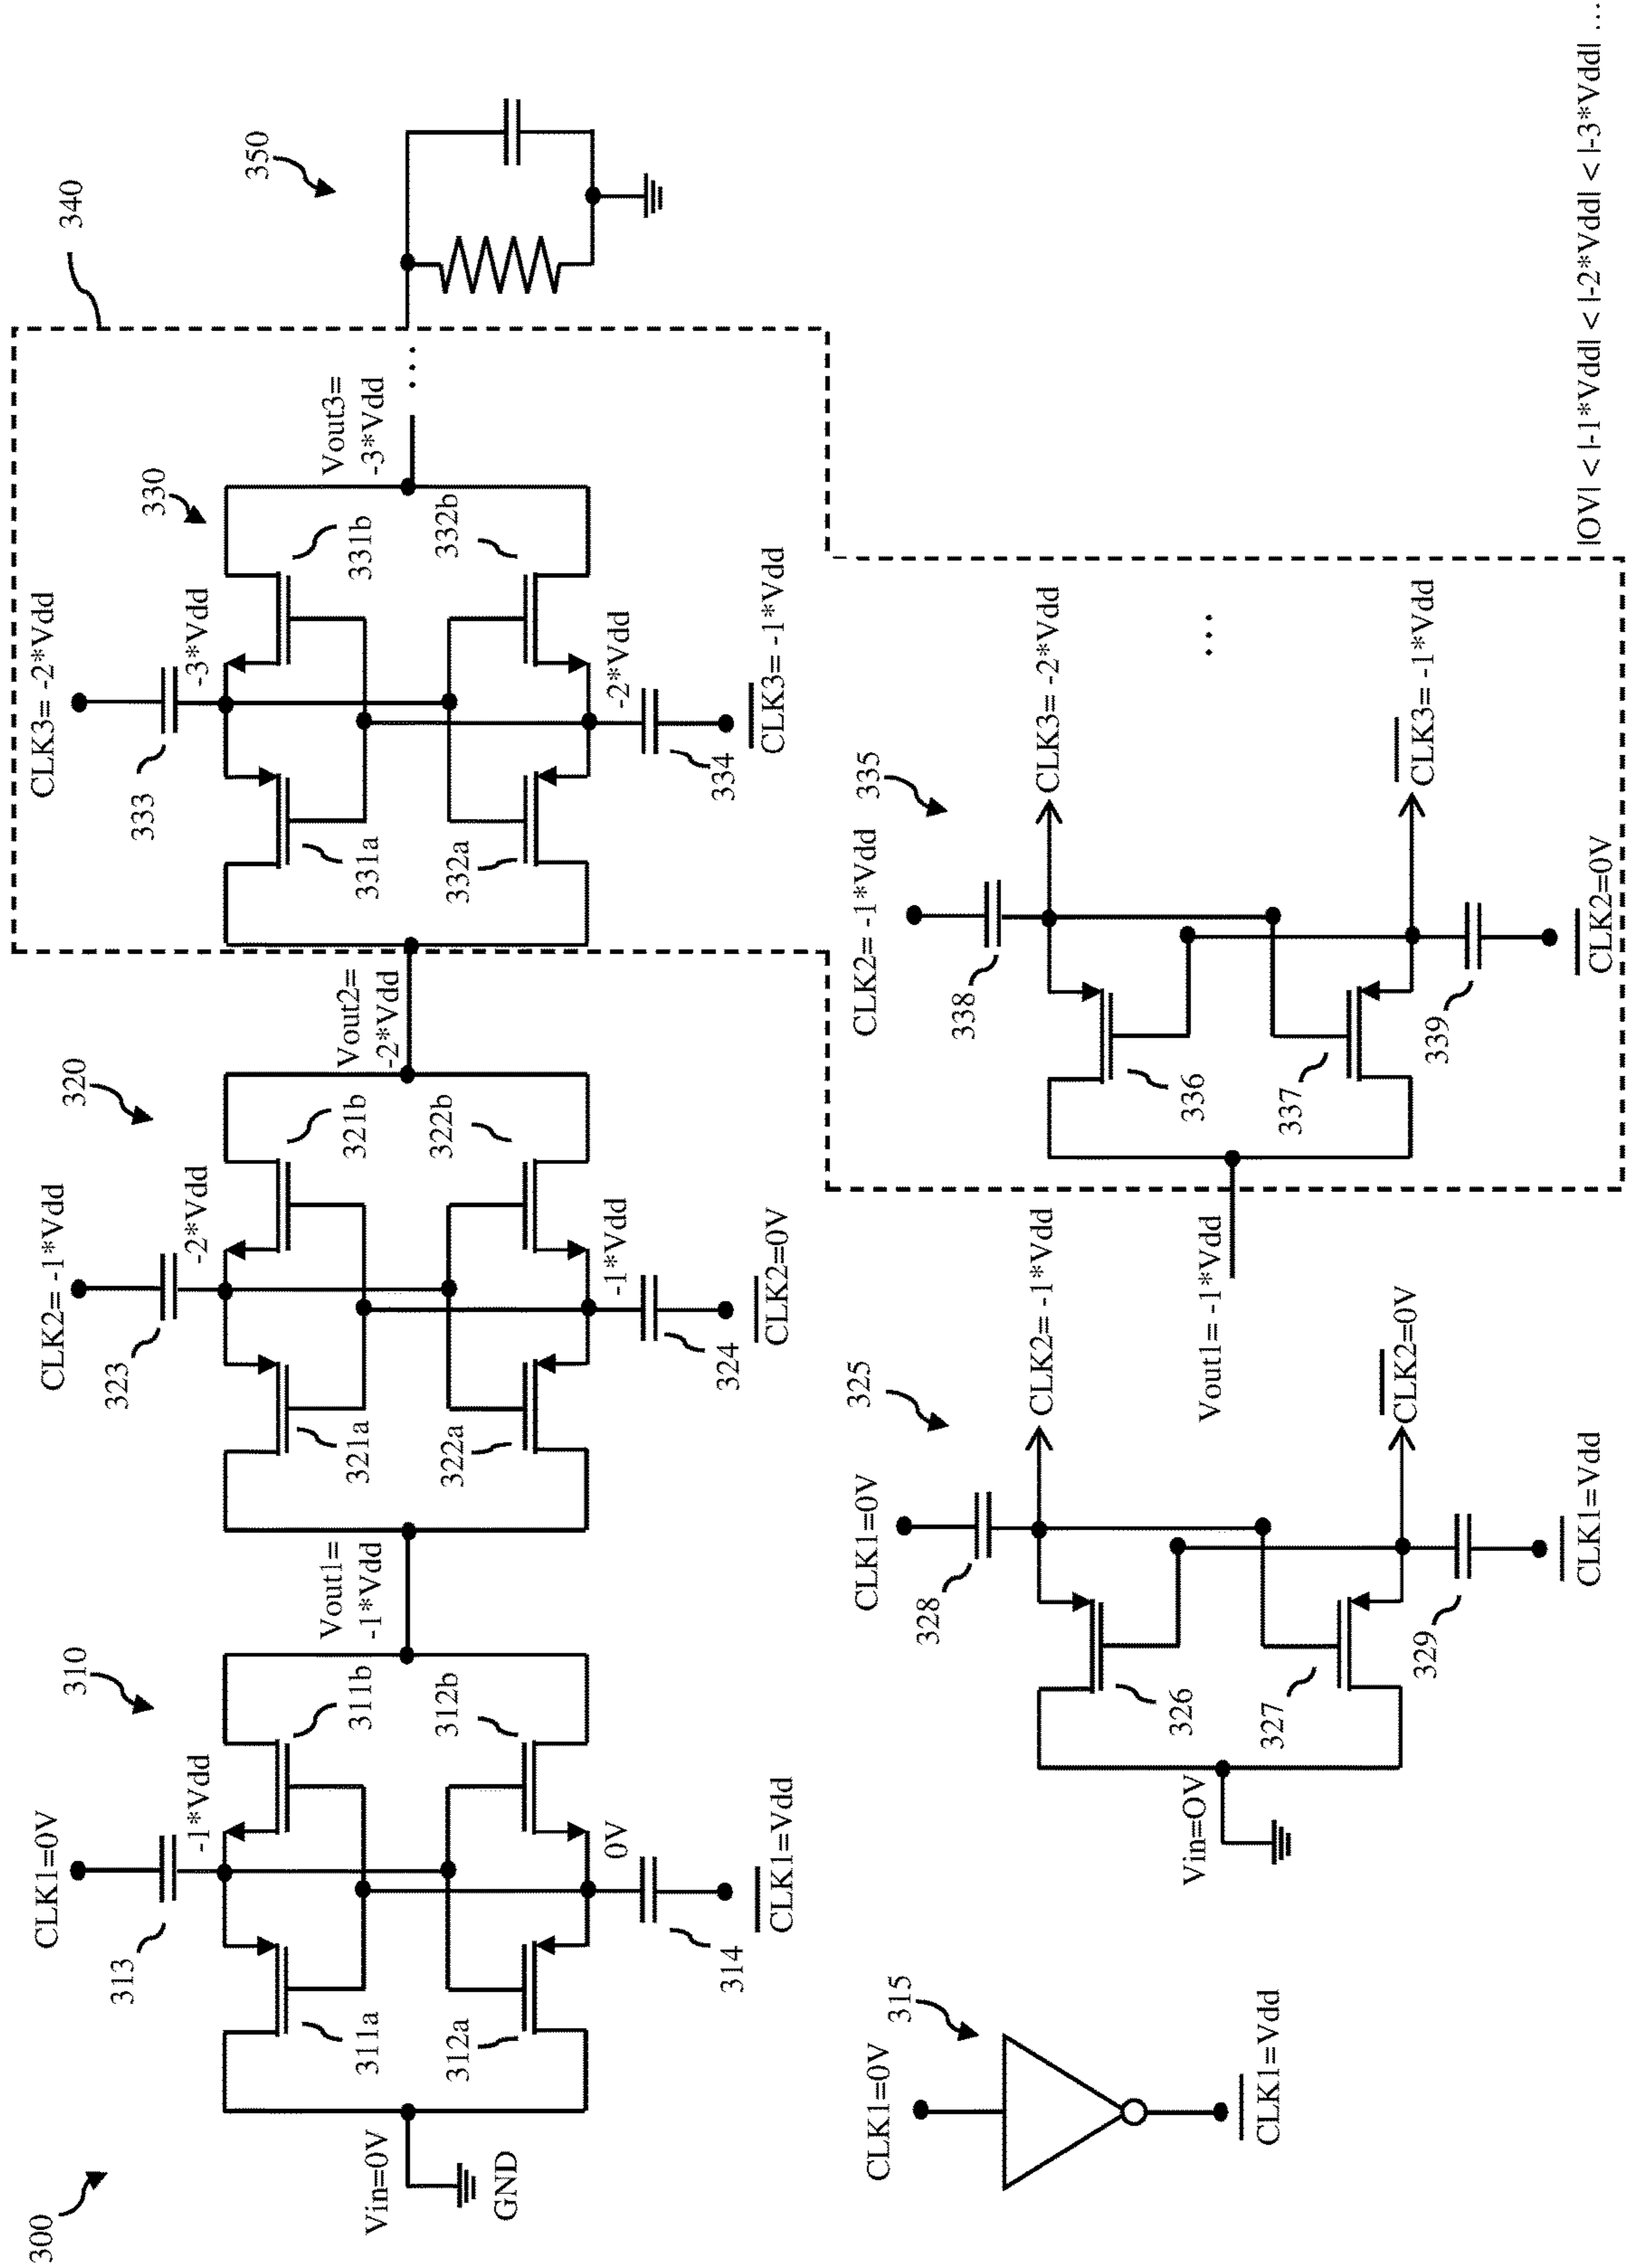 300
310
320
330
340
350
CLK1=0V
313
-1*Vdd
311a
311b
312a
312b
0V
314
CLK1=Vdd
Vin=0V
GND
Vout1=
-1*Vdd
CLK2= -1*Vdd
323
-2*Vdd
321a
321b
322a
322b
-1*Vdd
324
CLK2=0V
Vout2=
-2*Vdd
CLK3= -2*Vdd
333
-3*Vdd
331a
331b
332a
332b
-2*Vdd
334
CLK3= -1*Vdd
Vout3=
-3*Vdd
...
CLK1=0V
315
CLK1=Vdd
325
CLK1=0V
328
CLK2= -1*Vdd
326
327
Vin=OV
329
CLK2=0V
CLK1=Vdd
335
CLK2= -1*Vdd
338
CLK3= -2*Vdd
336
337
Vout1= -1*Vdd
339
CLK3= -1*Vdd
CLK2=0V
...
|OV| < |-1*Vdd| < |-2*Vdd| < |-3*Vdd| ...